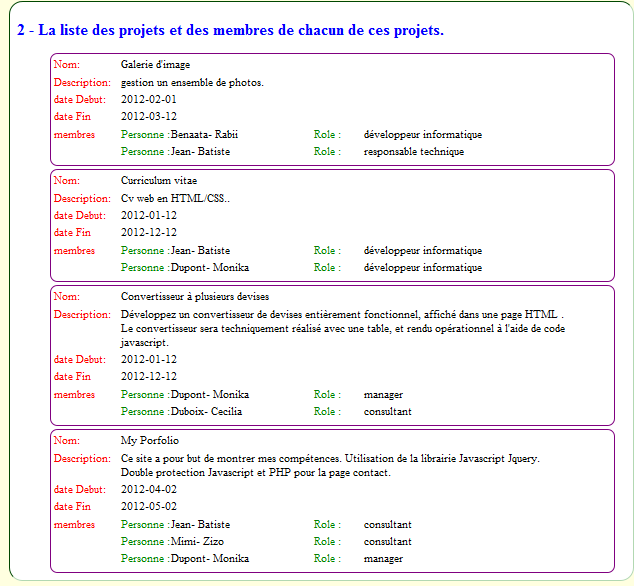 2 - La liste des projets et des membres de chacun de ces projets.
Nom: Galerie d'image
Description: gestion un ensemble de photos.
date Debut: 2012-02-01
date Fin 2012-03-12
membres Personne :Benaata- Rabii Role : développeur informatique
Personne :Jean- Batiste Role : responsable technique
Nom: Curriculum vitae
Description: Cv web en HTML/CSS..
date Debut: 2012-01-12
date Fin 2012-12-12
membres Personne :Jean- Batiste Role : développeur informatique
Personne :Dupont- Monika Role : développeur informatique
Nom: Convertisseur à plusieurs devises
Description: Développez un convertisseur de devises entièrement fonctionnel, affiché dans une page HTML .
Le convertisseur sera techniquement réalisé avec une table, et rendu opérationnel à l'aide de code
javascript.
date Debut: 2012-01-12
date Fin 2012-12-12
membres Personne :Dupont- Monika Role : manager
Personne :Duboix- Cecilia Role : consultant
Nom: My Porfolio
Description: Ce site a pour but de montrer mes compétences. Utilisation de la librairie Javascript Jquery.
Double protection Javascript et PHP pour la page contact.
date Debut: 2012-04-02
date Fin 2012-05-02
membres Personne :Jean- Batiste Role : consultant
Personne :Mimi- Zizo Role : consultant
Personne :Dupont- Monika Role : manager